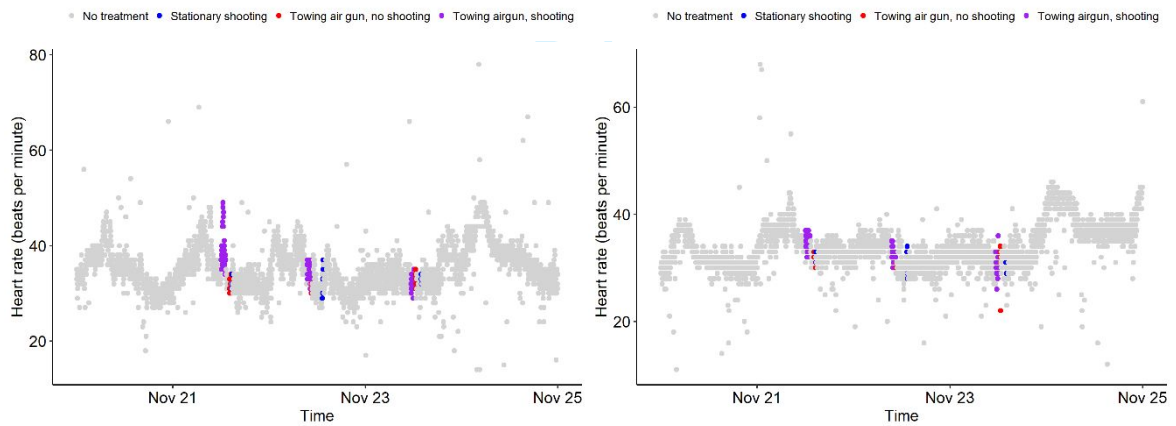 No treatment Stationary shooting Towing air gun, no shooting Towing airgun, shooting
Heart rate (beats per minute)
80
60
40
20
Nov 21 Nov 23 Nov 25
Time
No treatment Stationary shooting Towing air gun, no shooting Towing airgun, shooting
Heart rate (beats per minute)
60
40
20
Nov 21 Nov 23 Nov 25
Time